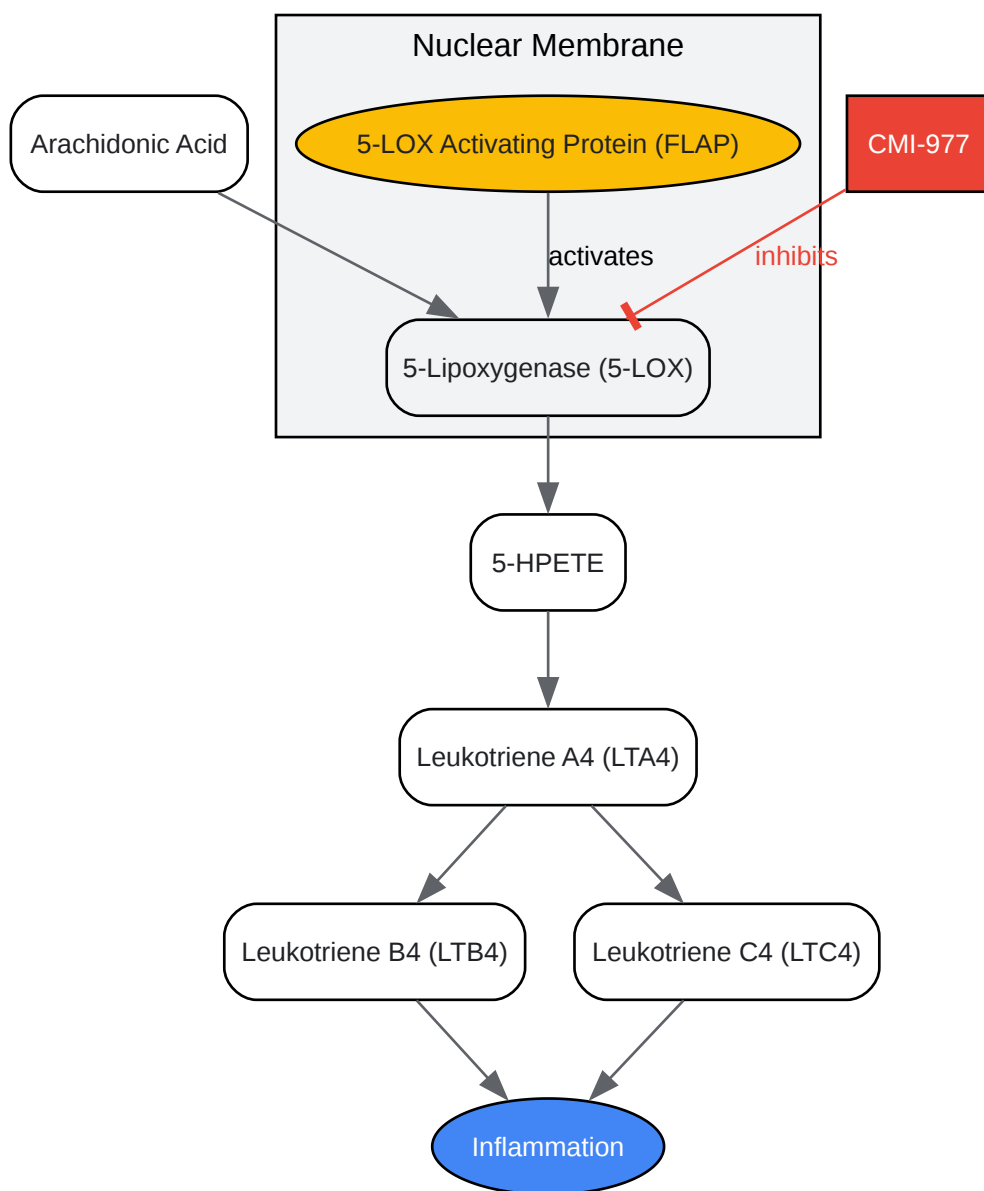 Nuclear Membrane
Arachidonic Acid
5-LOX Activating Protein (FLAP)
CMI-977
activates
inhibits
5-Lipoxygenase (5-LOX)
5-HPETE
Leukotriene A4 (LTA4)
Leukotriene B4 (LTB4)
Leukotriene C4 (LTC4)
Inflammation